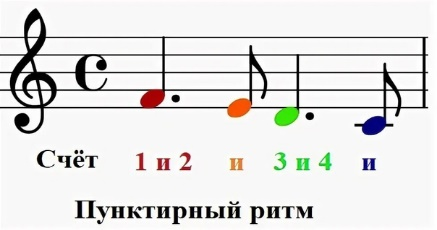 Счёт 1 и 2 и 3 и 4 и
Пунктирный ритм